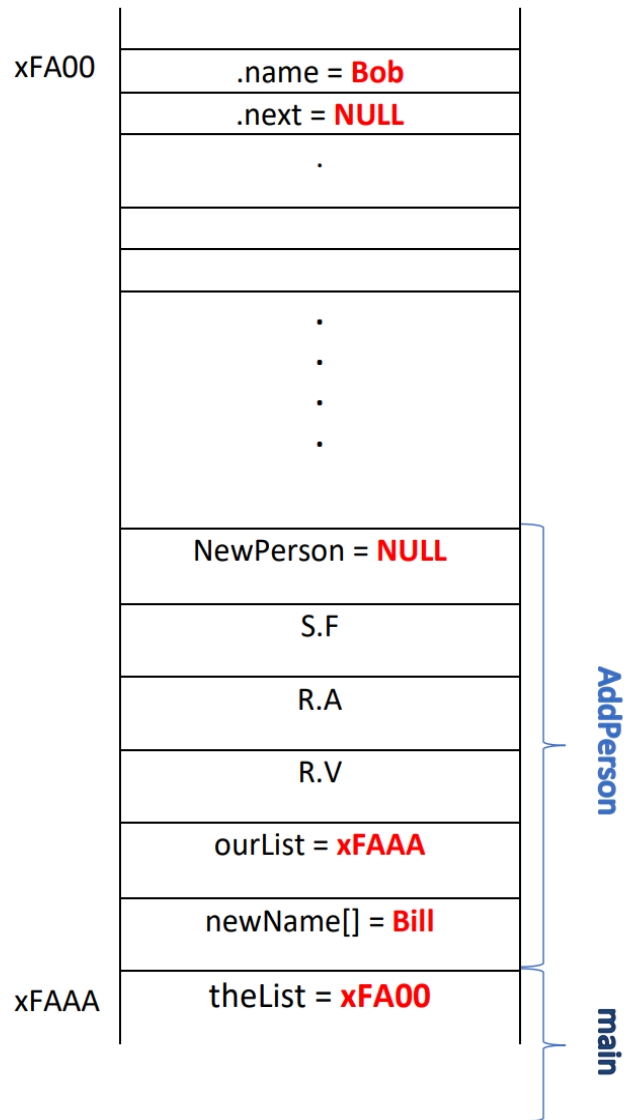 xFA00
.name = Bob
.next = NULL
.
.
.
.
.
NewPerson = NULL
S.F
R.A
R.V
ourList = xFAAA
newName[] = Bill
AddPerson
xFAAA
theList = xFA00
main